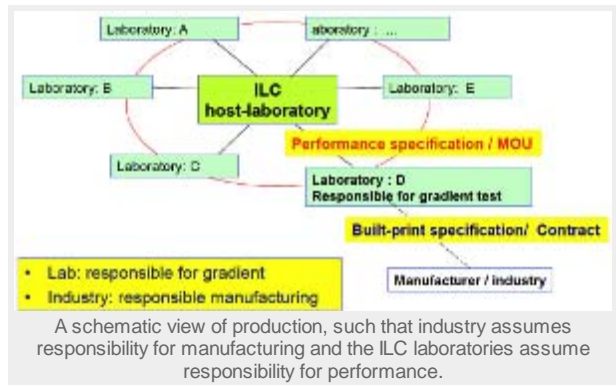 Laboratory: A
aboratory : ...
Laboratory: B
ILC
host-laboratory
Laboratory: E
Performance specification / MOU
Laboratory: C
Laboratory : D
Responsible for gradient test
Built-print specification/ Contract
• Lab: responsible for gradient
• Industry: responsible manufacturing
Manufacturer / industry
A schematic view of production, such that industry assumes
responsibility for manufacturing and the ILC laboratories assume
responsibility for performance.